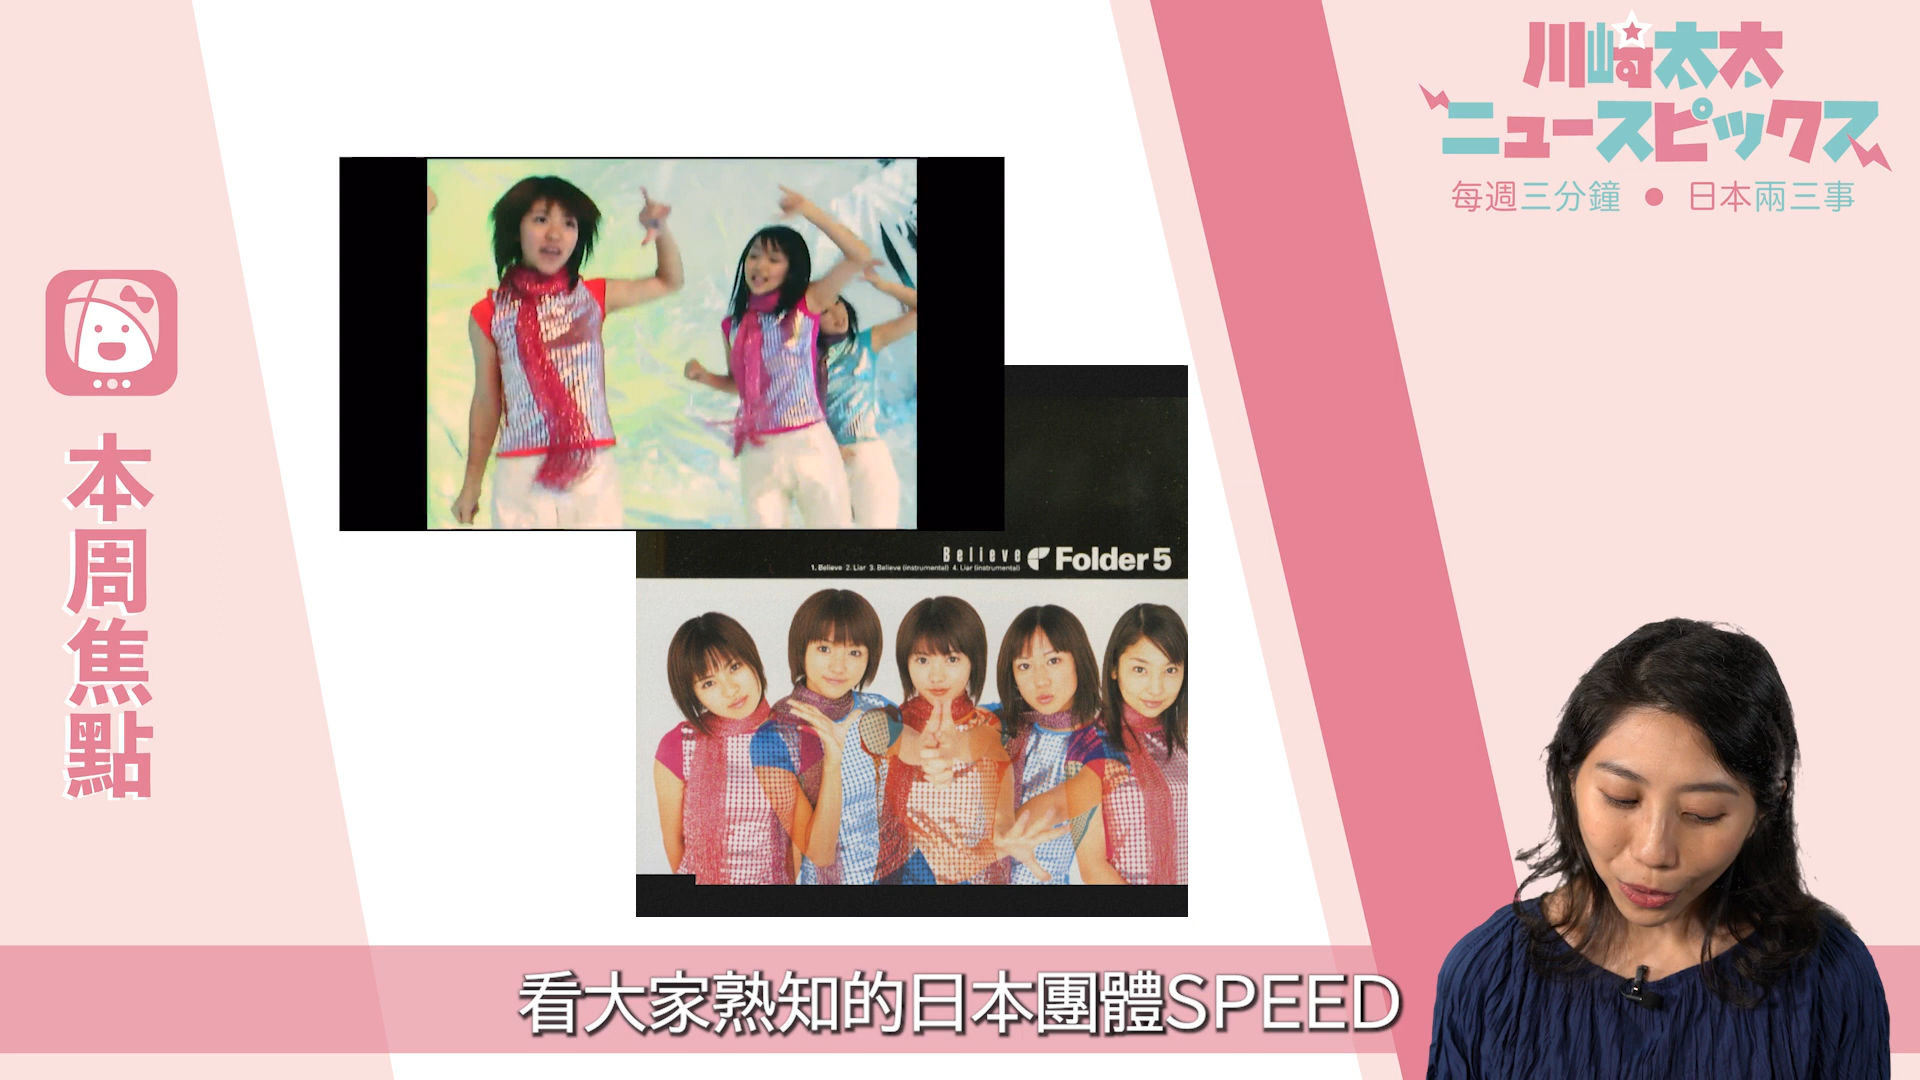 川崎太太
ニュースピックス
每週三分鐘 ● 日本兩三事
本周焦點
Believe Folder 5
1. Believe 2. Liar 3. Believe (instrumental) 4. Liar (instrumental)
看大家熟知的日本團體SPEED